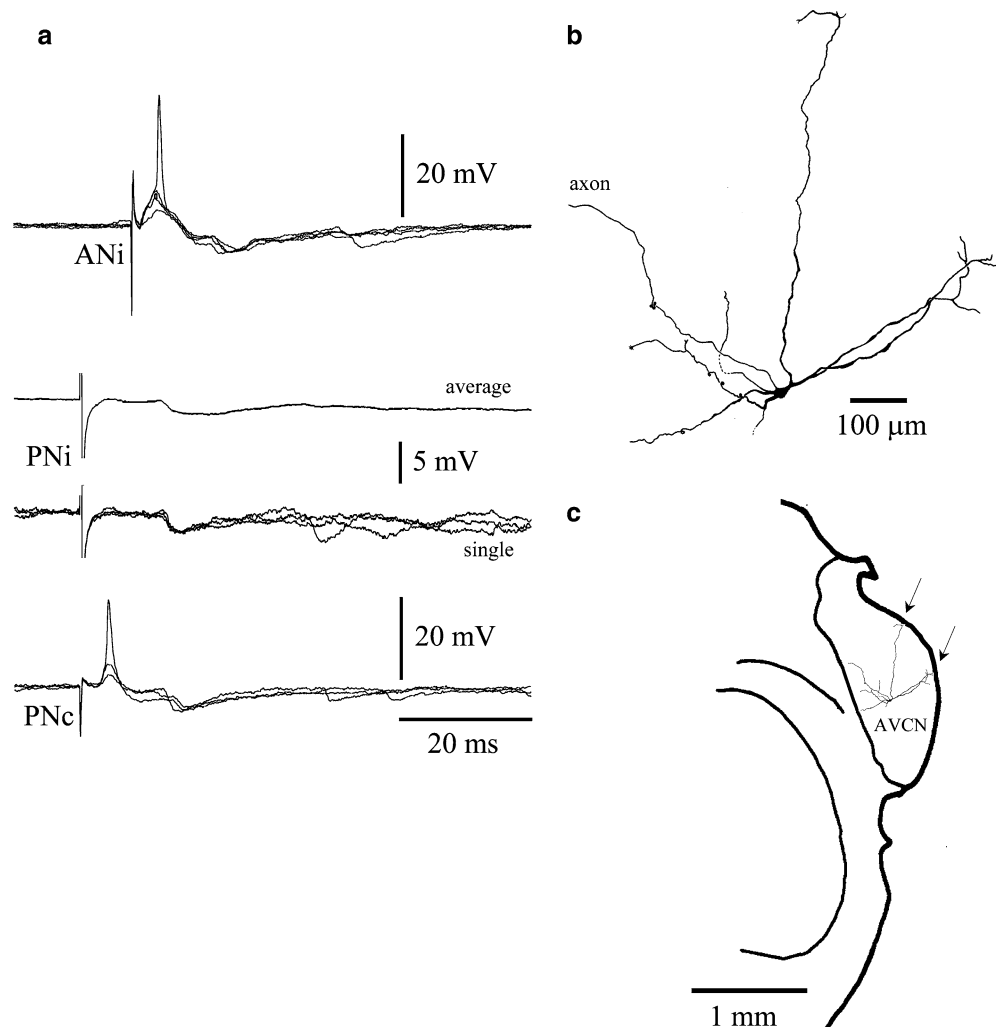 a
20 mV
ANi
average
PNi
5 mV
single
20 mV
PNc
20 ms
b
axon
100 µm
c
AVCN
1 mm